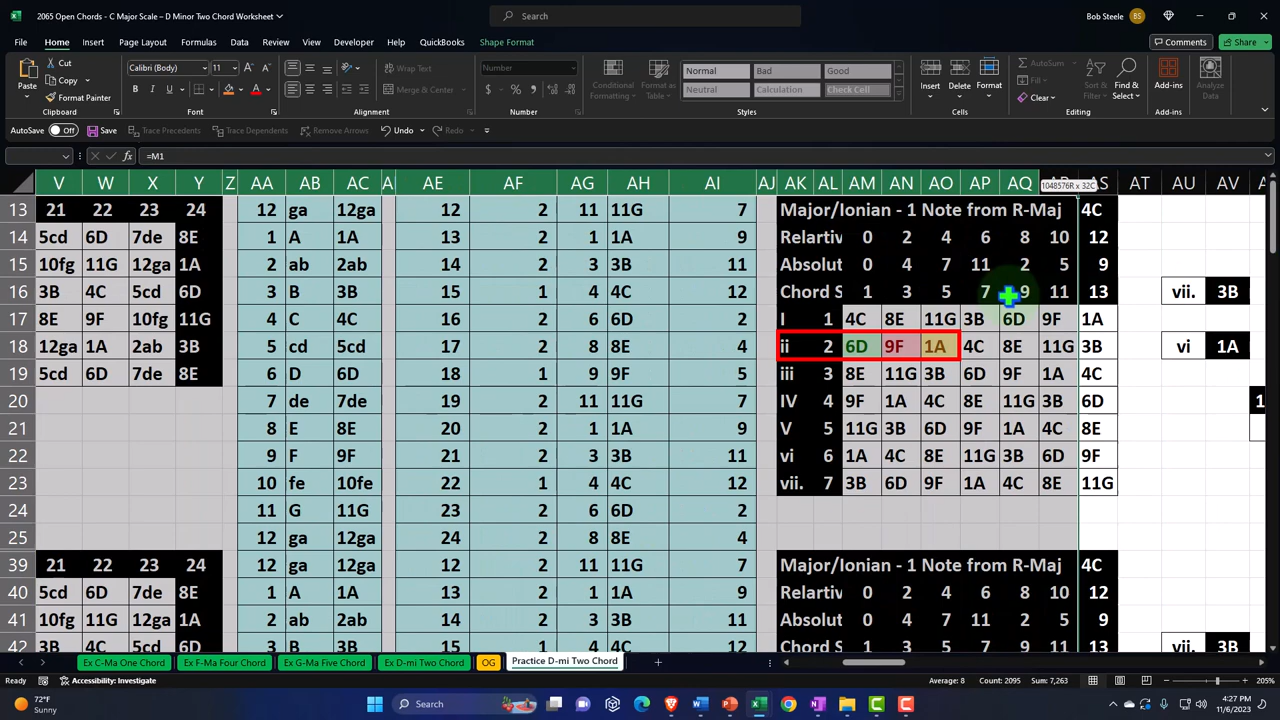 2065 Open Chords - C Major Scale – D Minor Two Chord Worksheet
Search
Bob Steele BS
File Home Insert Page Layout Formulas Data Review View Developer Help QuickBooks Shape Format Comments Share
Paste Cut Copy Format Painter Calibri (Body) 11 Wrap Text Merge & Center Number Conditional Formatting Format as Table Normal Bad Good Neutral Calculation Check Cell Insert Delete Format AutoSum Fill Clear Sort & Filter Find & Select Add-ins Analyze Data
Clipboard Font Alignment Number Styles Cells Editing Add-ins
AutoSave Off Save Trace Precedents Trace Dependents Remove Arrows Undo Redo
fx =M1
V W X Y Z AA AB AC AE AF AG AH AI AJ AK AL AM AN AO AP AQ AS AT AU AV
1048576R x 32C
13 21 22 23 24 12 ga 12ga 12 2 11 11G 7 Major/Ionian - 1 Note from R-Maj 4C
14 5cd 6D 7de 8E 1 A 1A 13 2 1 1A 9 Relartiv 0 2 4 6 8 10 12
15 10fg 11G 12ga 1A 2 ab 2ab 14 2 3 3B 11 Absolut 0 4 7 11 2 5 9
16 3B 4C 5cd 6D 3 B 3B 15 1 4 4C 12 Chord S 1 3 5 7 9 11 13 vii. 3B
17 8E 9F 10fg 11G 4 C 4C 16 2 6 6D 2 I 1 4C 8E 11G 3B 6D 9F 1A
18 12ga 1A 2ab 3B 5 cd 5cd 17 2 8 8E 4 ii 2 6D 9F 1A 4C 8E 11G 3B vi 1A
19 5cd 6D 7de 8E 6 D 6D 18 1 9 9F 5 iii 3 8E 11G 3B 6D 9F 1A 4C
20 7 de 7de 19 2 11 11G 7 IV 4 9F 1A 4C 8E 11G 3B 6D 1
21 8 E 8E 20 2 1 1A 9 V 5 11G 3B 6D 9F 1A 4C 8E
22 9 F 9F 21 2 3 3B 11 vi 6 1A 4C 8E 11G 3B 6D 9F
23 10 fe 10fe 22 1 4 4C 12 vii. 7 3B 6D 9F 1A 4C 8E 11G
24 11 G 11G 23 2 6 6D 2
25 12 ga 12ga 24 2 8 8E 4
39 21 22 23 24 12 ga 12ga 12 2 11 11G 7 Major/Ionian - 1 Note from R-Maj 4C
40 5cd 6D 7de 8E 1 A 1A 13 2 1 1A 9 Relartiv 0 2 4 6 8 10 12
41 10fg 11G 12ga 1A 2 ab 2ab 14 2 3 3B 11 Absolut 0 4 7 11 2 5 9
42 3B 4C 5cd 6D 3 B 3B 15 1 4 4C 12 Chord S 1 3 5 7 9 11 13 vii. 3B
Ex C-Ma One Chord Ex F-Ma Four Chord Ex G-Ma Five Chord Ex D-mi Two Chord OG Practice D-mi Two Chord
Ready Accessibility: Investigate Average: 8 Count: 2095 Sum: 7,263 205%
72°F Sunny Search 4:27 PM 11/6/2023